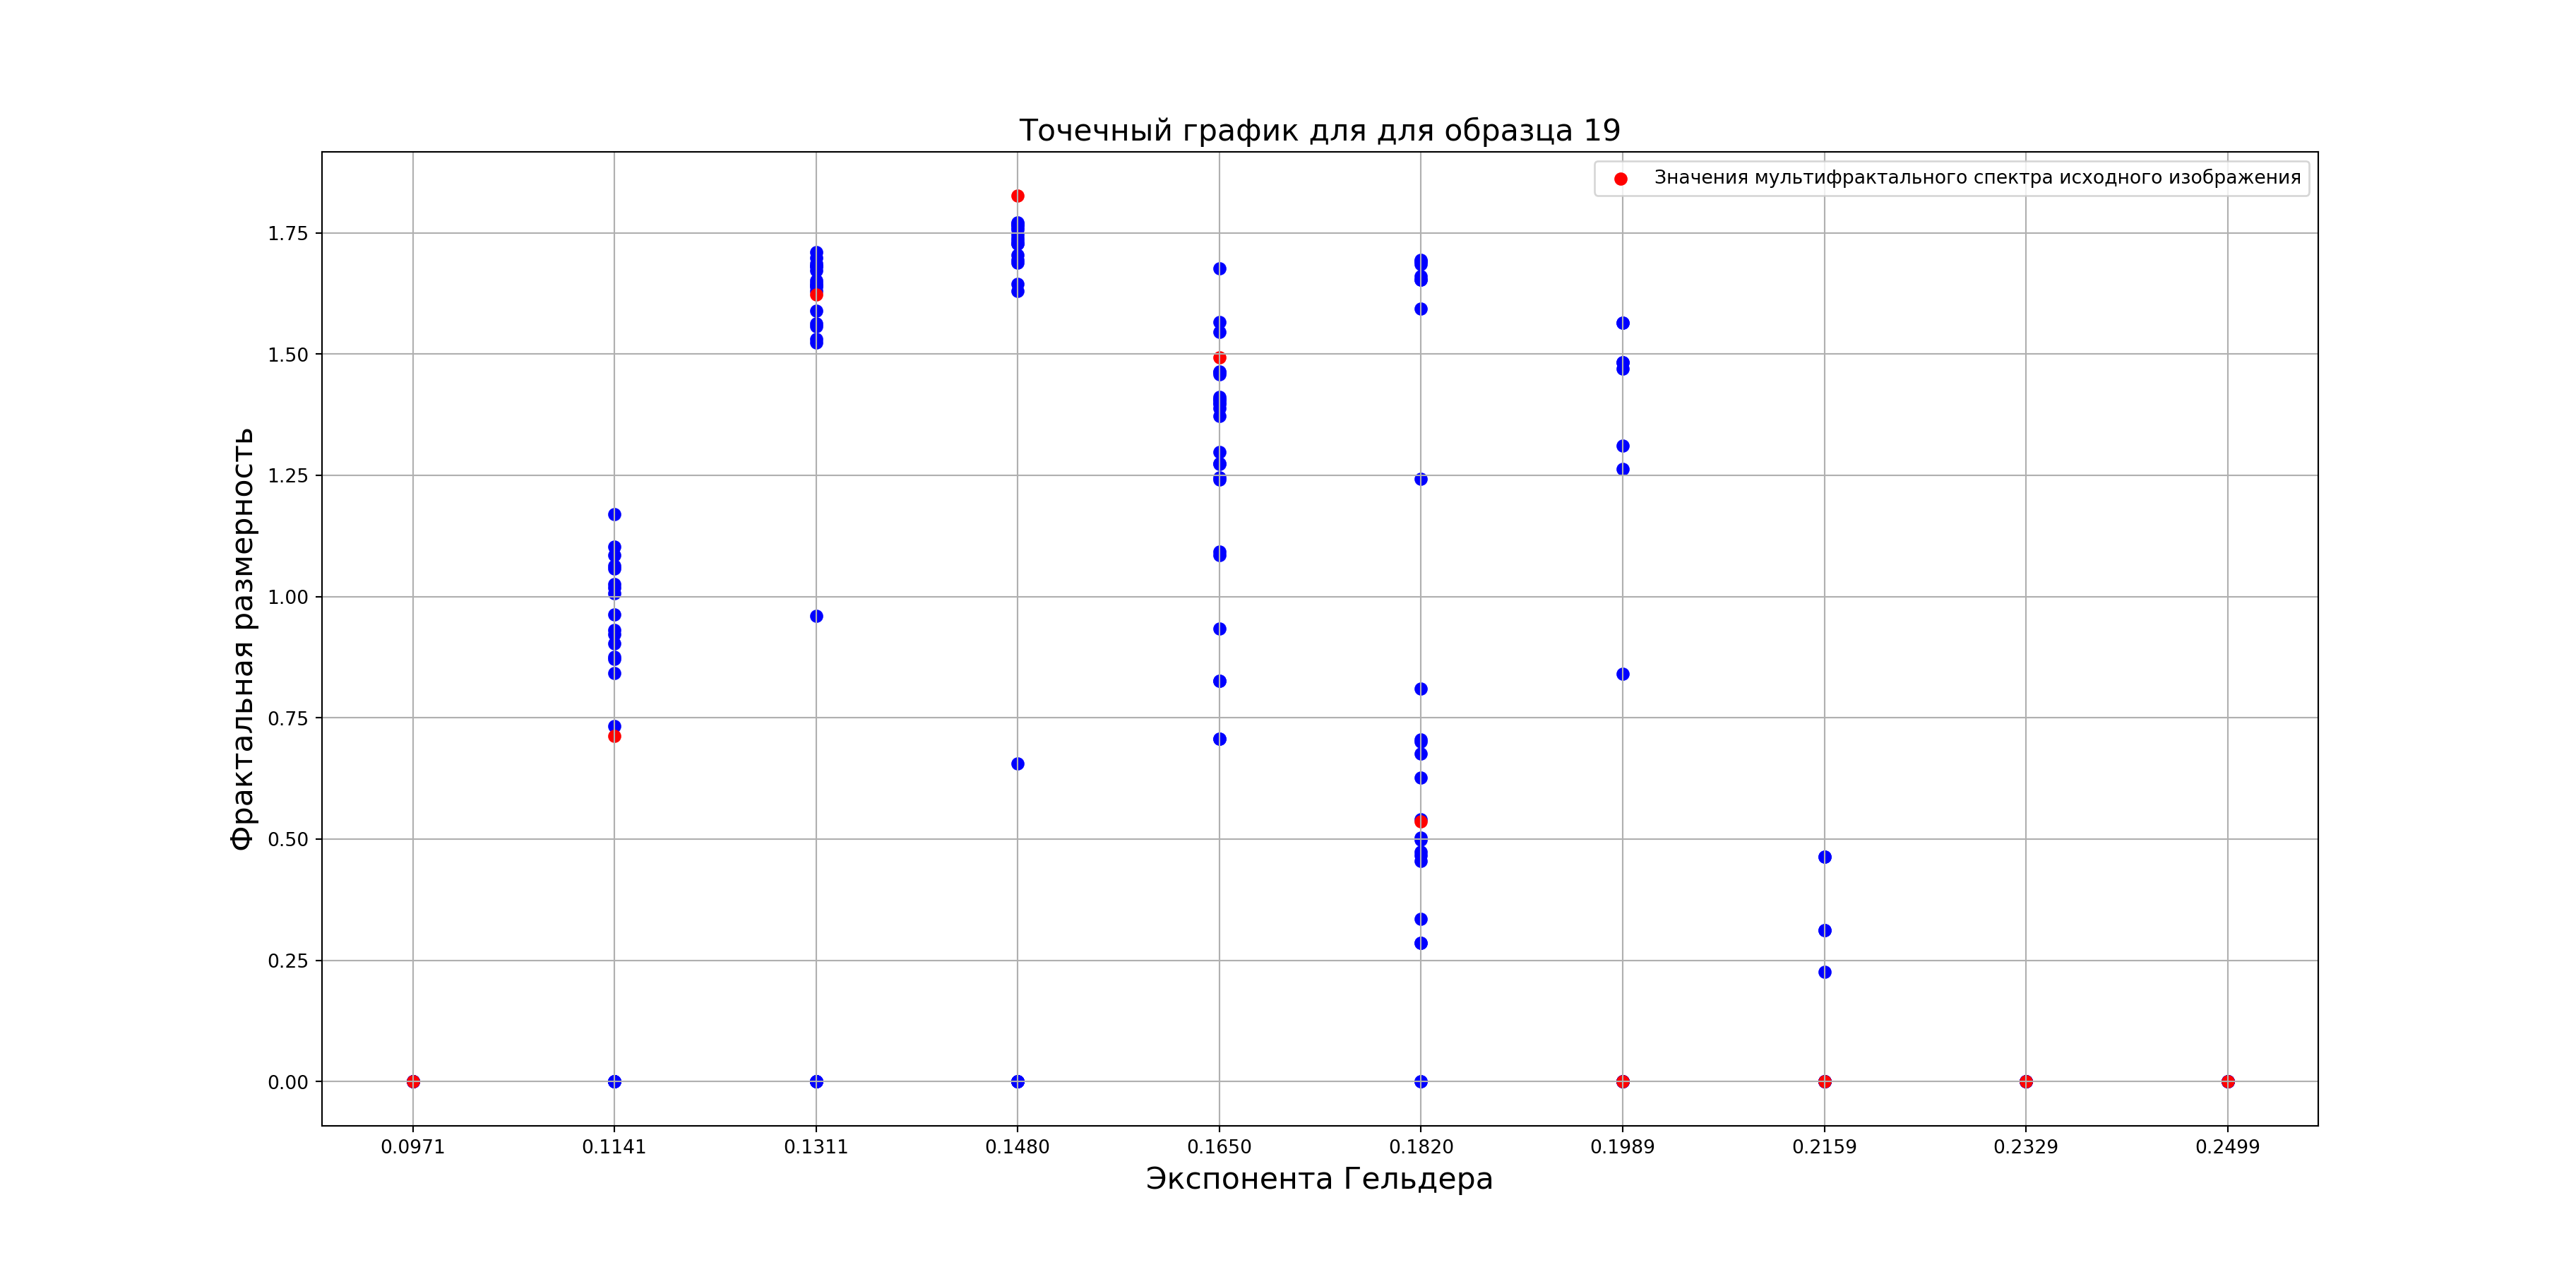 Точечный график для для образца 19
Значения мультифрактального спектра исходного изображения
Фрактальная размерность
1.75
1.50
1.25
1.00
0.75
0.50
0.25
0.00
0.0971 0.1141 0.1311 0.1480 0.1650 0.1820 0.1989 0.2159 0.2329 0.2499
Экспонента Гельдера